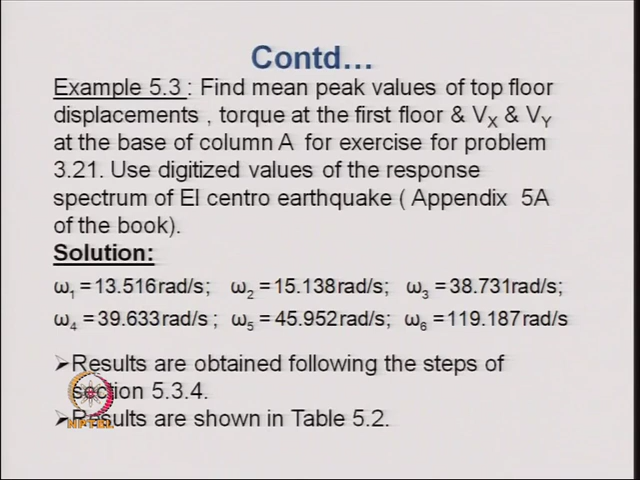 Contd...
Example 5.3 : Find mean peak values of top floor
displacements , torque at the first floor & VX & VY
at the base of column A for exercise for problem
3.21. Use digitized values of the response
spectrum of El centro earthquake ( Appendix 5A
of the book).
Solution:
ω1 = 13.516rad/s; ω2 = 15.138rad/s; ω3 = 38.731rad/s;
ω4 = 39.633rad/s ; ω5 = 45.952rad/s; ω6 = 119.187rad/s
➢Results are obtained following the steps of
section 5.3.4.
➢Results are shown in Table 5.2.
NPTEL